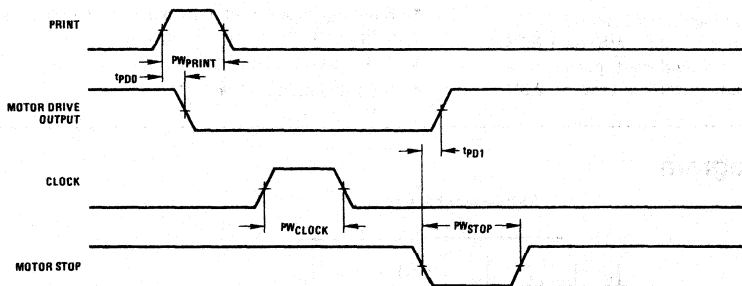 PRINT
PWPRINT
tPD0
MOTOR DRIVE
OUTPUT
tPD1
CLOCK
PWCLOCK
PWSTOP
MOTOR STOP